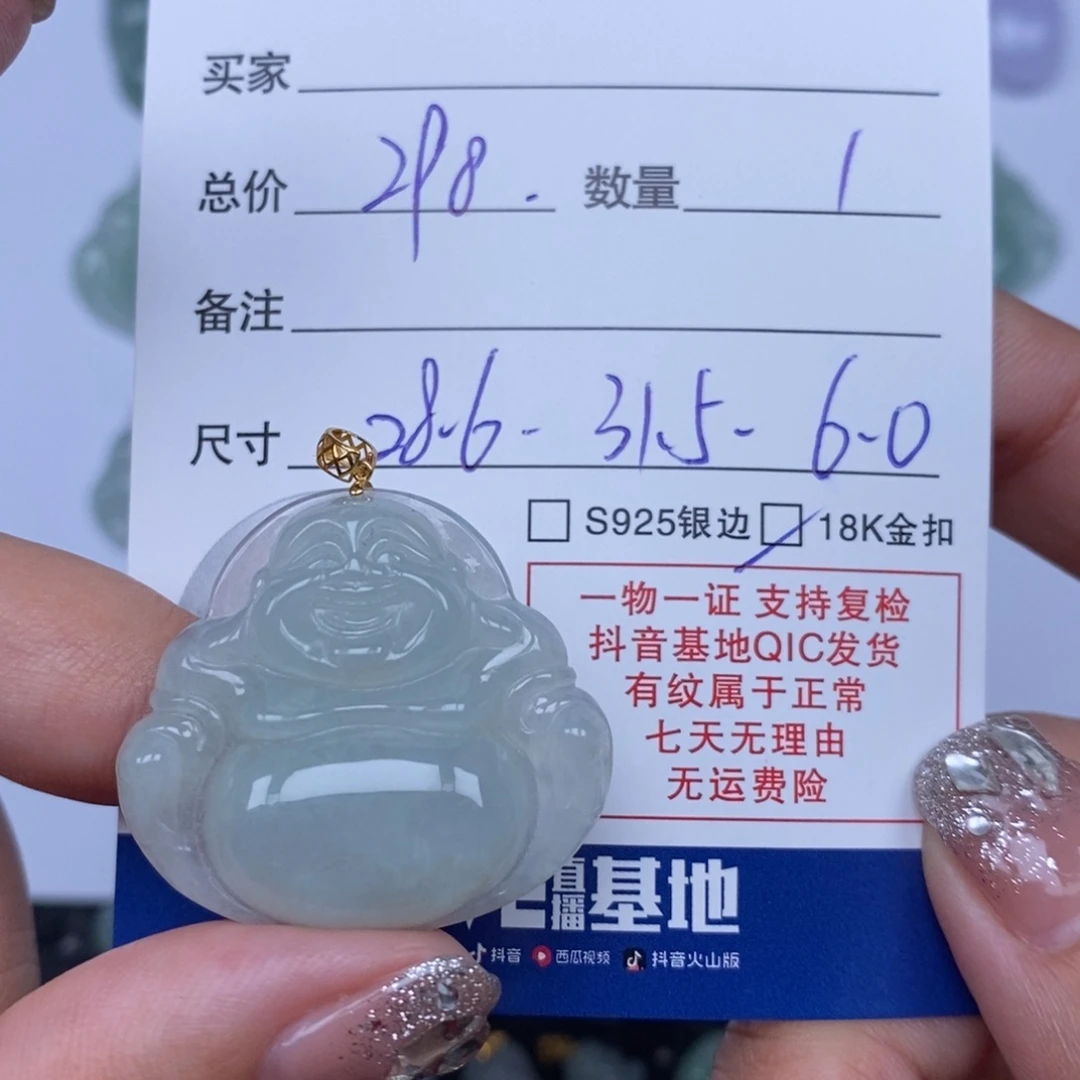 买家
总价 298. 数量 1
备注
尺寸 28.6- 31.5- 6.0
S925银边 18K金扣
一物一证 支持复检
抖音基地QIC发货
有纹属于正常
七天无理由
无运费险
直播基地
抖音 西瓜视频 抖音火山版